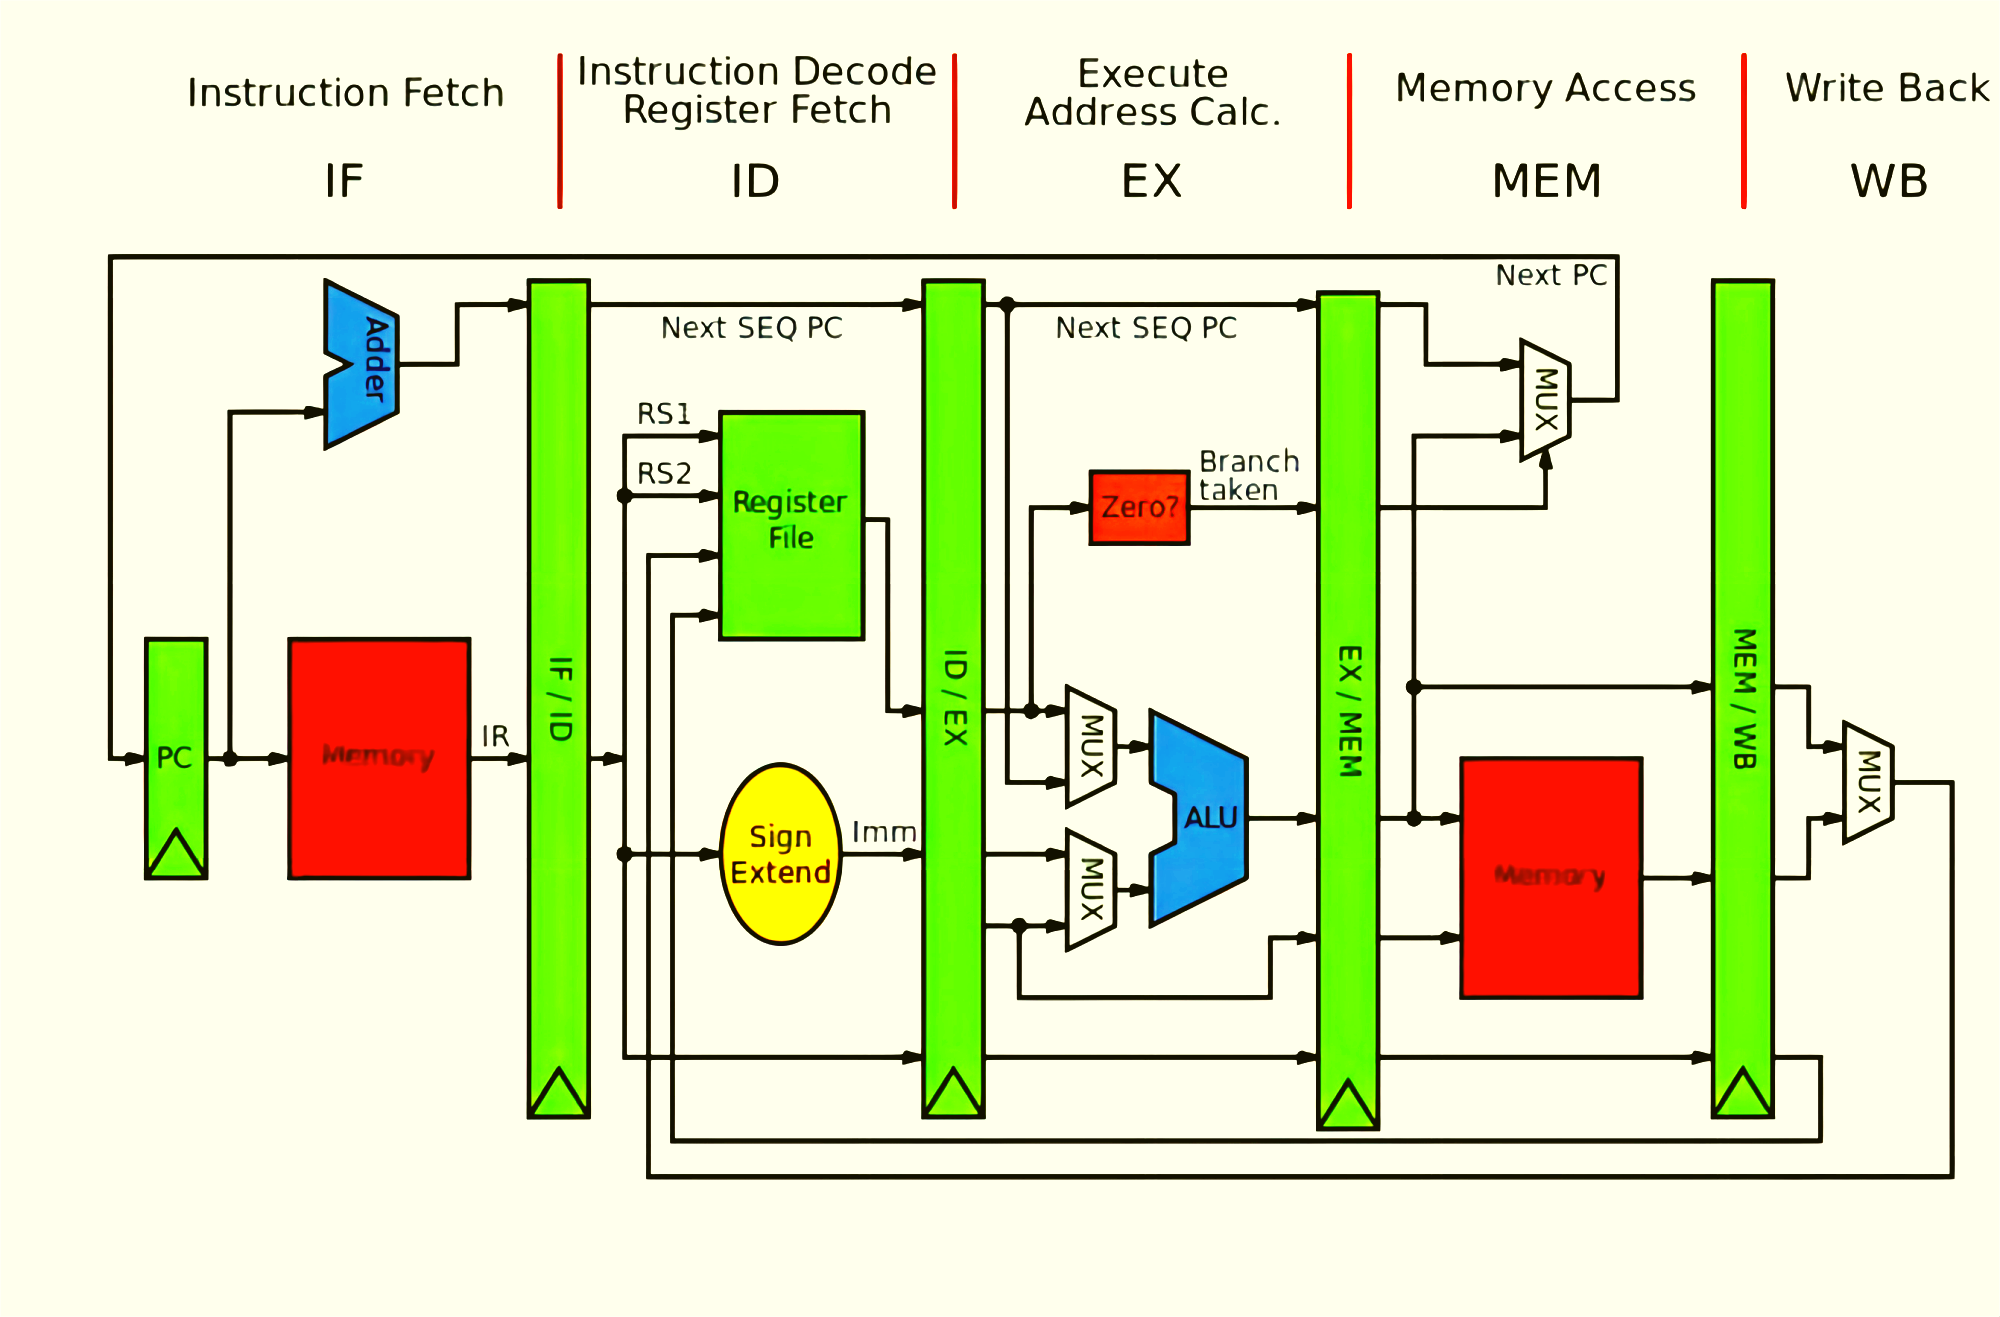 Instruction Fetch
IF
Instruction Decode
Register Fetch
ID
Execute
Address Calc.
EX
Memory Access
MEM
Write Back
WB
Next PC
Adder
Next SEQ PC
Next SEQ PC
MUX
RS1
RS2
Register
File
Branch
taken
Zero?
PC
Memory
IR
IF / ID
ID / EX
EX / MEM
MEM / WB
MUX
MUX
ALU
Sign
Extend
Imm
Memory
MUX